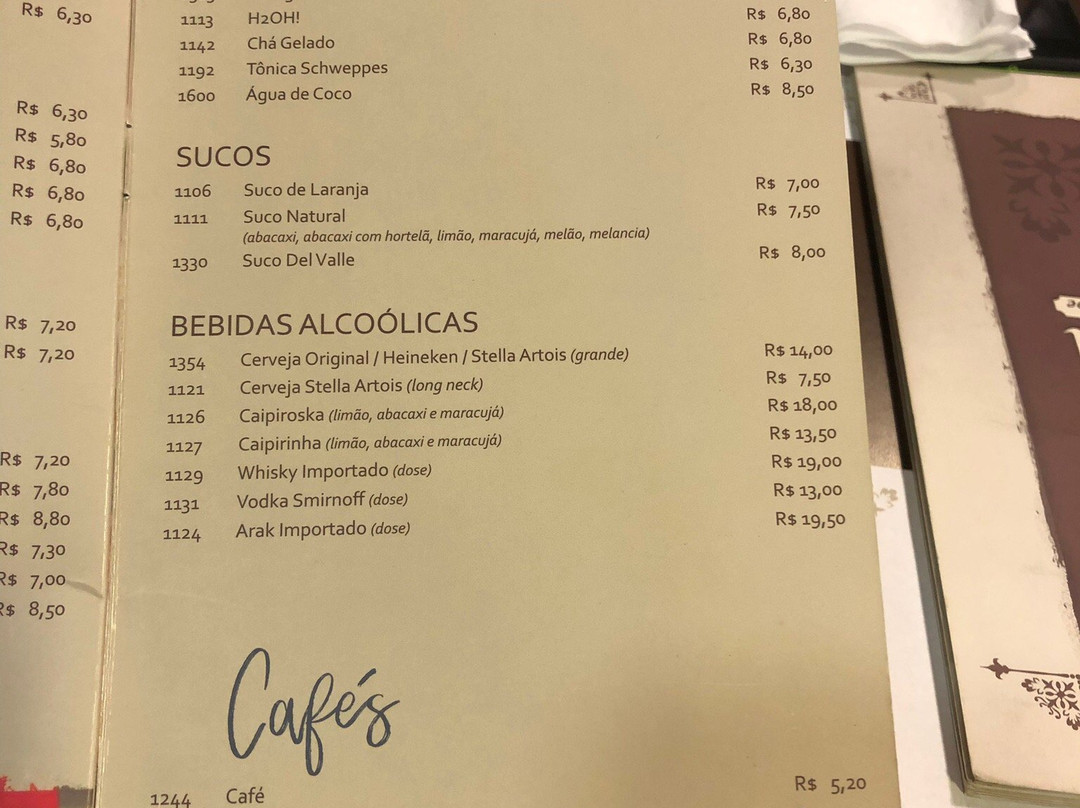 R$ 6,30
R$ 6,30
R$ 5,80
R$ 6,80
R$ 6,80
R$ 6,80
R$ 7,20
R$ 7,20
R$ 7,20
R$ 7,80
R$ 8,80
R$ 7,30
R$ 7,00
R$ 8,50
1113 H2OH! R$ 6,80
1142 Chá Gelado R$ 6,80
1192 Tônica Schweppes R$ 6,30
1600 Água de Coco R$ 8,50
SUCOS
1106 Suco de Laranja R$ 7,00
1111 Suco Natural R$ 7,50
(abacaxi, abacaxi com hortelã, limão, maracujá, melão, melancia)
1330 Suco Del Valle R$ 8,00
BEBIDAS ALCOÓLICAS
1354 Cerveja Original / Heineken / Stella Artois (grande) R$ 14,00
1121 Cerveja Stella Artois (long neck) R$ 7,50
1126 Caipiroska (limão, abacaxi e maracujá) R$ 18,00
1127 Caipirinha (limão, abacaxi e maracujá) R$ 13,50
1129 Whisky Importado (dose) R$ 19,00
1131 Vodka Smirnoff (dose) R$ 13,00
1124 Arak Importado (dose) R$ 19,50
Cafés
1244 Café R$ 5,20